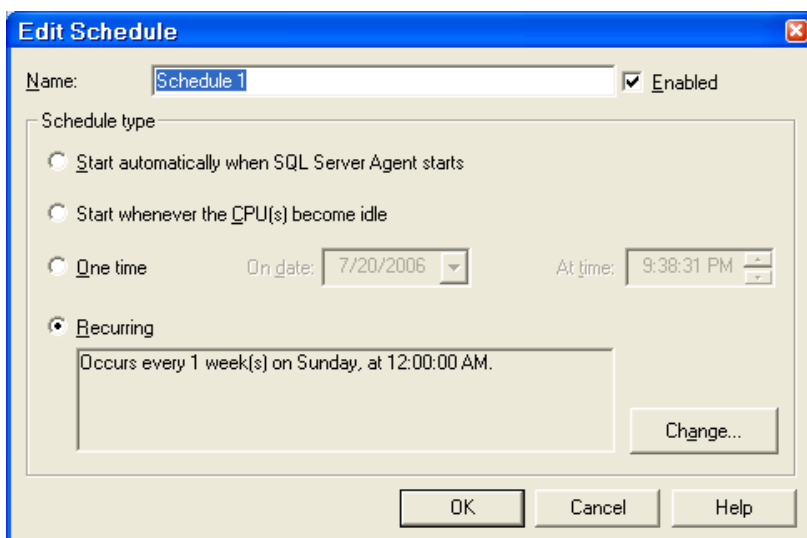 Edit Schedule
Name: Schedule 1 Enabled
Schedule type
Start automatically when SQL Server Agent starts
Start whenever the CPU(s) become idle
One time On date: 7/20/2006 At time: 9:38:31 PM
Recurring
Occurs every 1 week(s) on Sunday, at 12:00:00 AM.
Change...
OK Cancel Help